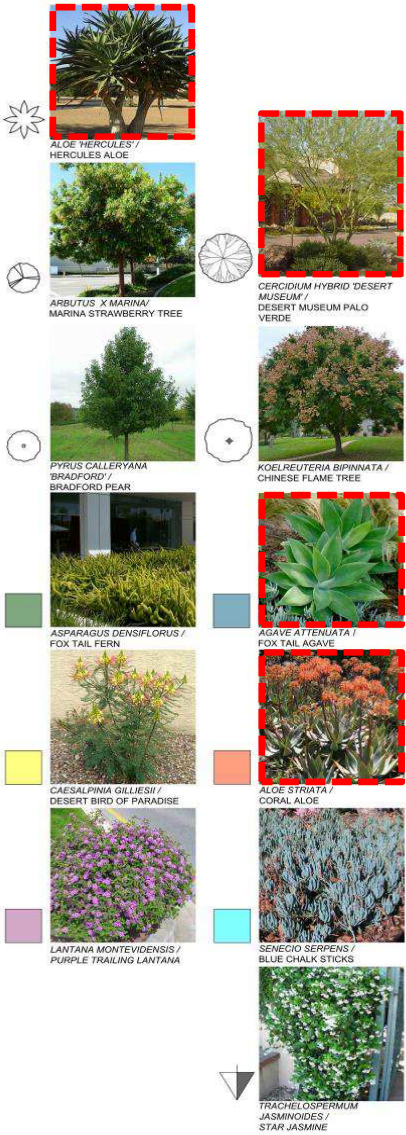 ALOE 'HERCULES' /
HERCULES ALOE
ARBUTUS X MARINA/
MARINA STRAWBERRY TREE
CERCIDIUM HYBRID 'DESERT
MUSEUM' /
DESERT MUSEUM PALO
VERDE
PYRUS CALLERYANA
'BRADFORD' /
BRADFORD PEAR
KOELREUTERIA BIPINNATA /
CHINESE FLAME TREE
ASPARAGUS DENSIFLORUS /
FOX TAIL FERN
AGAVE ATTENUATA /
FOX TAIL AGAVE
CAESALPINIA GILLIESII /
DESERT BIRD OF PARADISE
ALOE STRIATA /
CORAL ALOE
LANTANA MONTEVIDENSIS /
PURPLE TRAILING LANTANA
SENECIO SERPENS /
BLUE CHALK STICKS
TRACHELOSPERMUM
JASMINOIDES /
STAR JASMINE